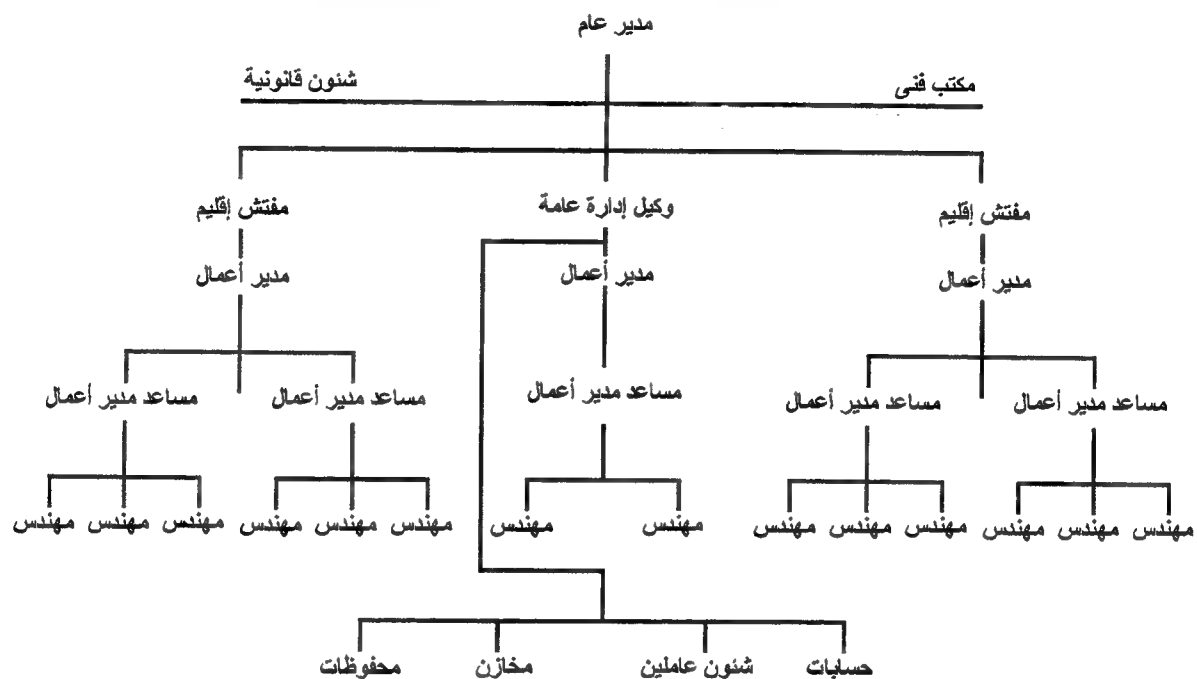 مدير عام
مكتب فنى
شئون قانونية
مفتش إقليم
وكيل إدارة عامة
مفتش إقليم
مدير أعمال
مدير أعمال
مدير أعمال
مساعد مدير أعمال
مساعد مدير أعمال
مساعد مدير أعمال
مساعد مدير أعمال
مساعد مدير أعمال
مهندس مهندس مهندس
مهندس مهندس مهندس
مهندس مهندس
مهندس مهندس مهندس
مهندس مهندس مهندس
حسابات
شئون عاملين
مخازن
محفوظات